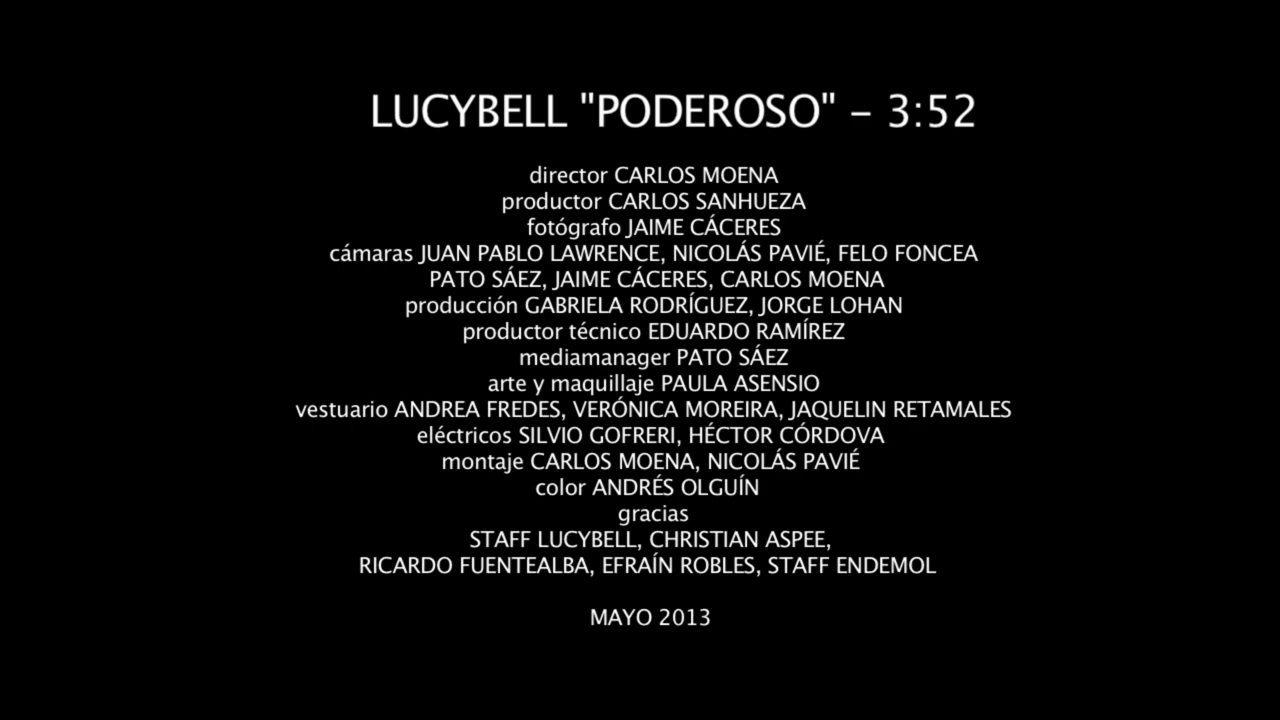 LUCYBELL "PODEROSO" – 3:52
director CARLOS MOENA
productor CARLOS SANHUEZA
fotógrafo JAIME CÁCERES
cámaras JUAN PABLO LAWRENCE, NICOLÁS PAVIÉ, FELO FONCEA
PATO SÁEZ, JAIME CÁCERES, CARLOS MOENA
producción GABRIELA RODRÍGUEZ, JORGE LOHAN
productor técnico EDUARDO RAMÍREZ
mediamanager PATO SÁEZ
arte y maquillaje PAULA ASENSIO
vestuario ANDREA FREDES, VERÓNICA MOREIRA, JAQUELIN RETAMALES
eléctricos SILVIO GOFRERI, HÉCTOR CÓRDOVA
montaje CARLOS MOENA, NICOLÁS PAVIÉ
color ANDRÉS OLGUÍN
gracias
STAFF LUCYBELL, CHRISTIAN ASPEE,
RICARDO FUENTEALBA, EFRAÍN ROBLES, STAFF ENDEMOL
MAYO 2013